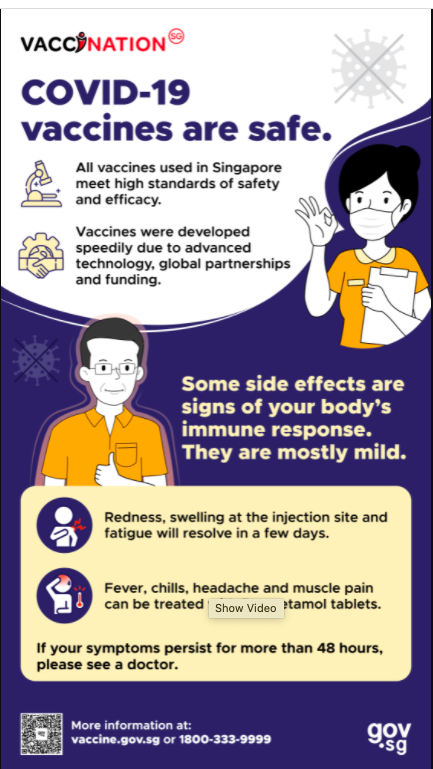 VACCINATION SG
COVID-19
vaccines are safe.
All vaccines used in Singapore
meet high standards of safety
and efficacy.
Vaccines were developed
speedily due to advanced
technology, global partnerships
and funding.
Some side effects are
signs of your body's
immune response.
They are mostly mild.
Redness, swelling at the injection site and
fatigue will resolve in a few days.
Fever, chills, headache and muscle pain
can be treated etamol tablets.
Show Video
If your symptoms persist for more than 48 hours,
please see a doctor.
More information at:
vaccine.gov.sg or 1800-333-9999
gov
.sg